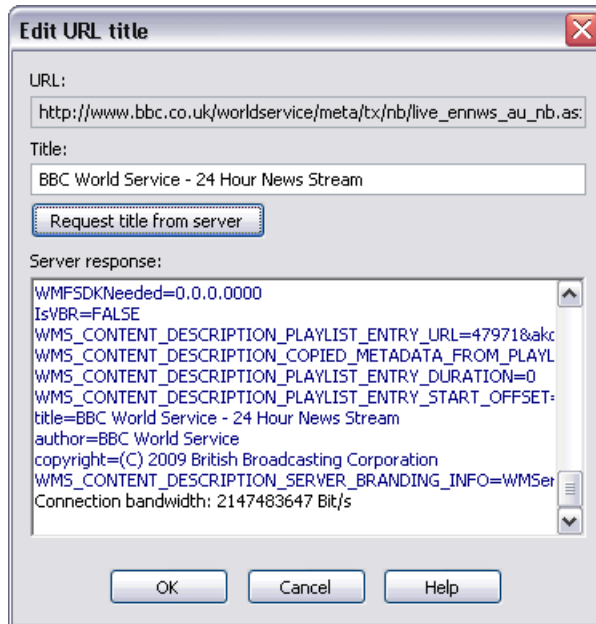 Edit URL title
URL:
http://www.bbc.co.uk/worldservice/meta/tx/nb/live_ennws_au_nb.as
Title:
BBC World Service - 24 Hour News Stream
Request title from server
Server response:
WMFSDKNeeded=0.0.0.0000
IsVBR=FALSE
WMS_CONTENT_DESCRIPTION_PLAYLIST_ENTRY_URL=47971&ak
WMS_CONTENT_DESCRIPTION_COPIED_METADATA_FROM_PLAYL
WMS_CONTENT_DESCRIPTION_PLAYLIST_ENTRY_DURATION=0
WMS_CONTENT_DESCRIPTION_PLAYLIST_ENTRY_START_OFFSET=
title=BBC World Service - 24 Hour News Stream
author=BBC World Service
copyright=(C) 2009 British Broadcasting Corporation
WMS_CONTENT_DESCRIPTION_SERVER_BRANDING_INFO=WMSer
Connection bandwidth: 2147483647 Bit/s
OK
Cancel
Help